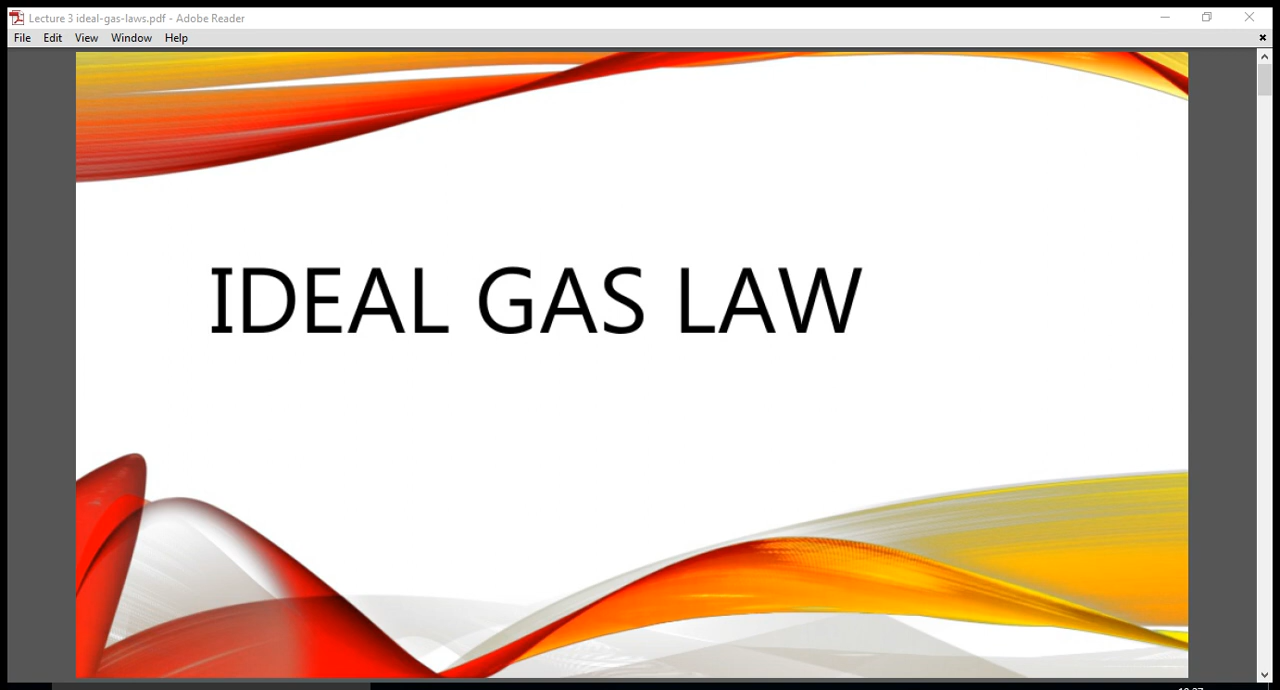 Lecture 3 ideal-gas-laws.pdf - Adobe Reader
File Edit View Window Help
IDEAL GAS LAW